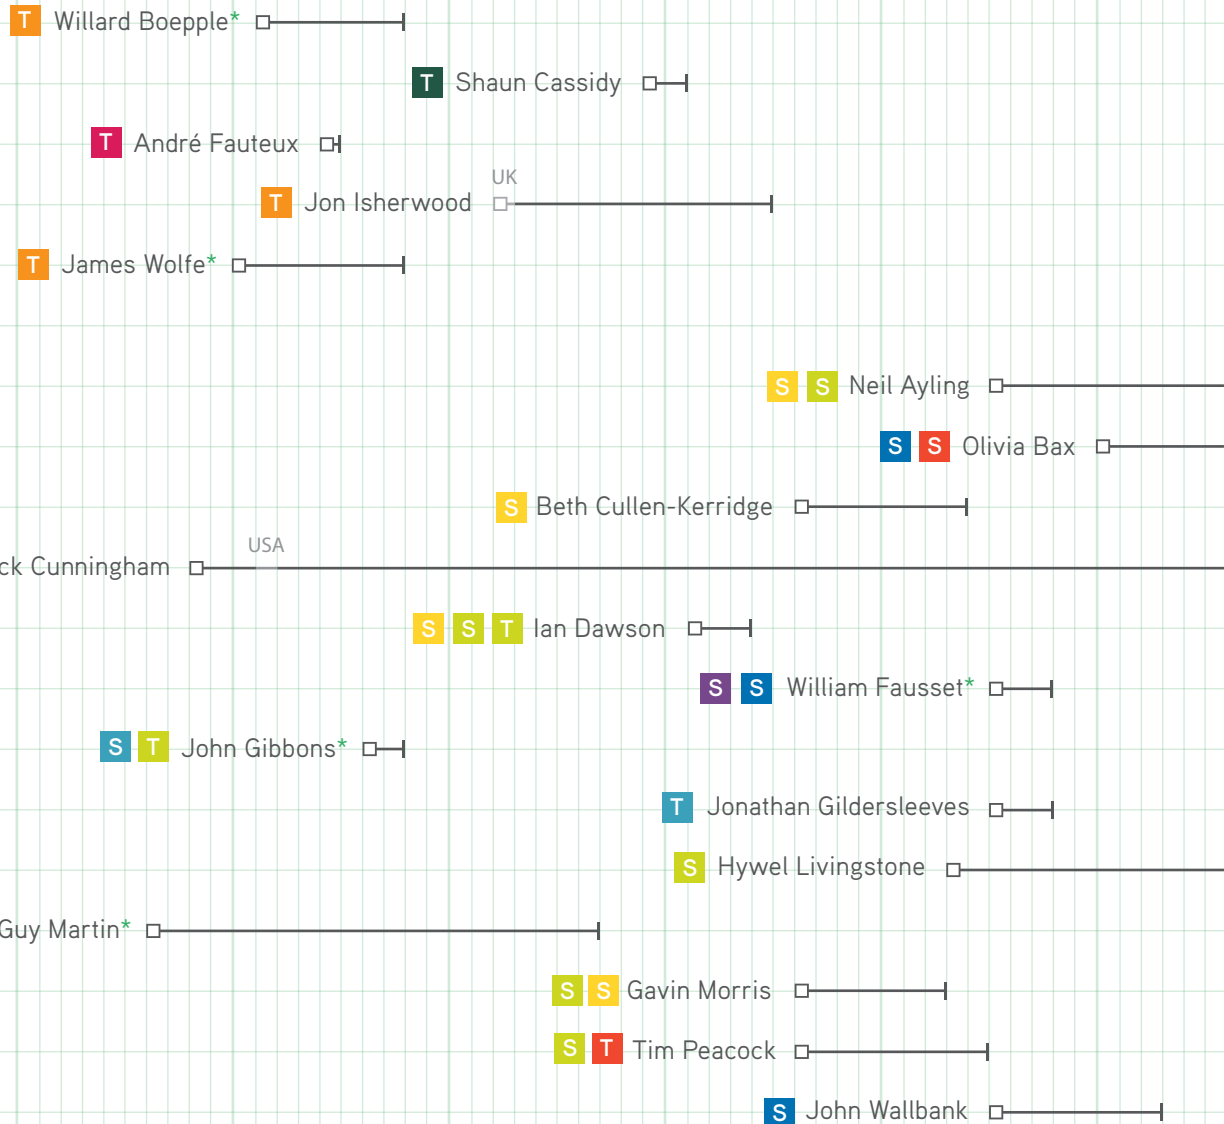 T Willard Boepple*
T Shaun Cassidy
T André Fauteux
UK
T Jon Isherwood
T James Wolfe*
S S Neil Ayling
S S Olivia Bax
S Beth Cullen-Kerridge
USA
ck Cunningham
S S T Ian Dawson
S S William Fausset*
S T John Gibbons*
T Jonathan Gildersleeves
S Hywel Livingstone
Guy Martin*
S S Gavin Morris
S T Tim Peacock
S John Wallbank